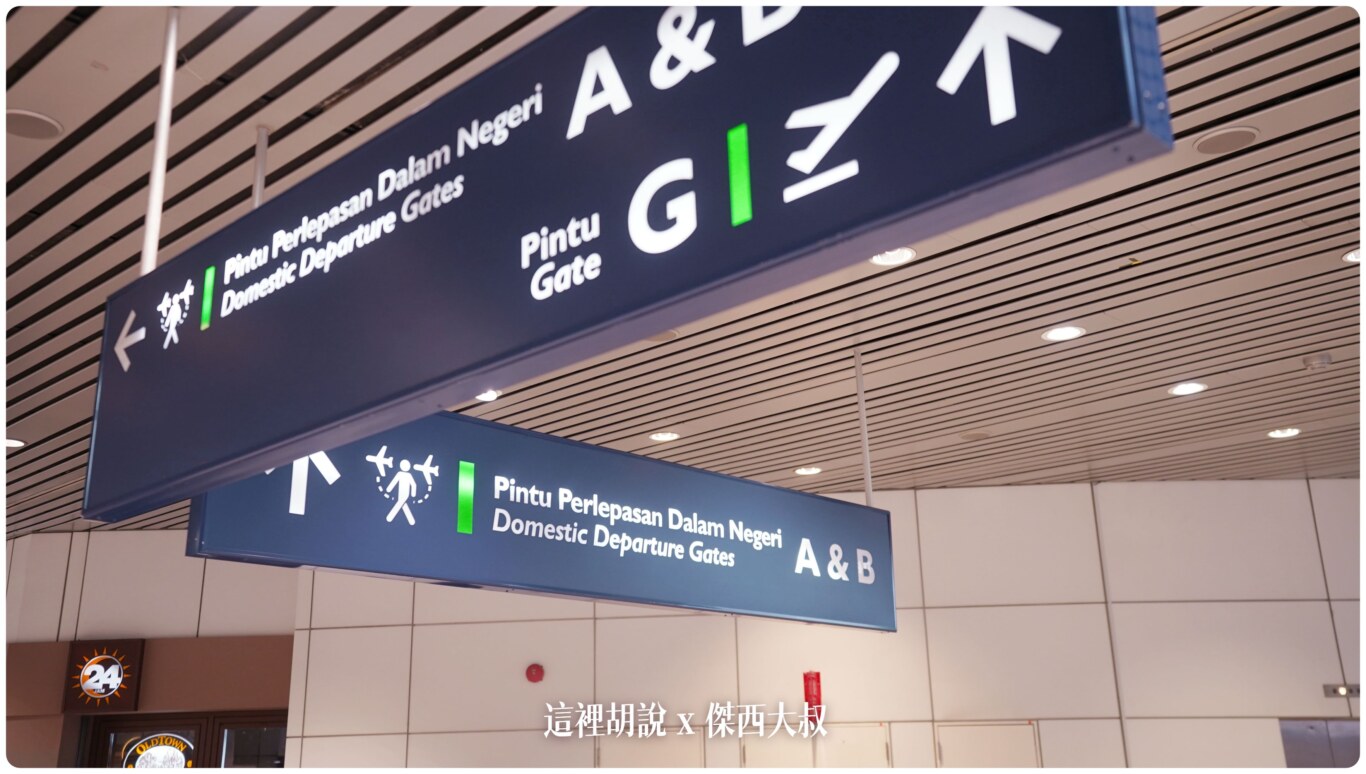 A & B
Pintu Perlepasan Dalam Negeri
Domestic Departure Gates
Pintu
Gate
G
Pintu Perlepasan Dalam Negeri
Domestic Departure Gates
A & B
24
OLDTOWN
這裡胡說 x 傑西大叔